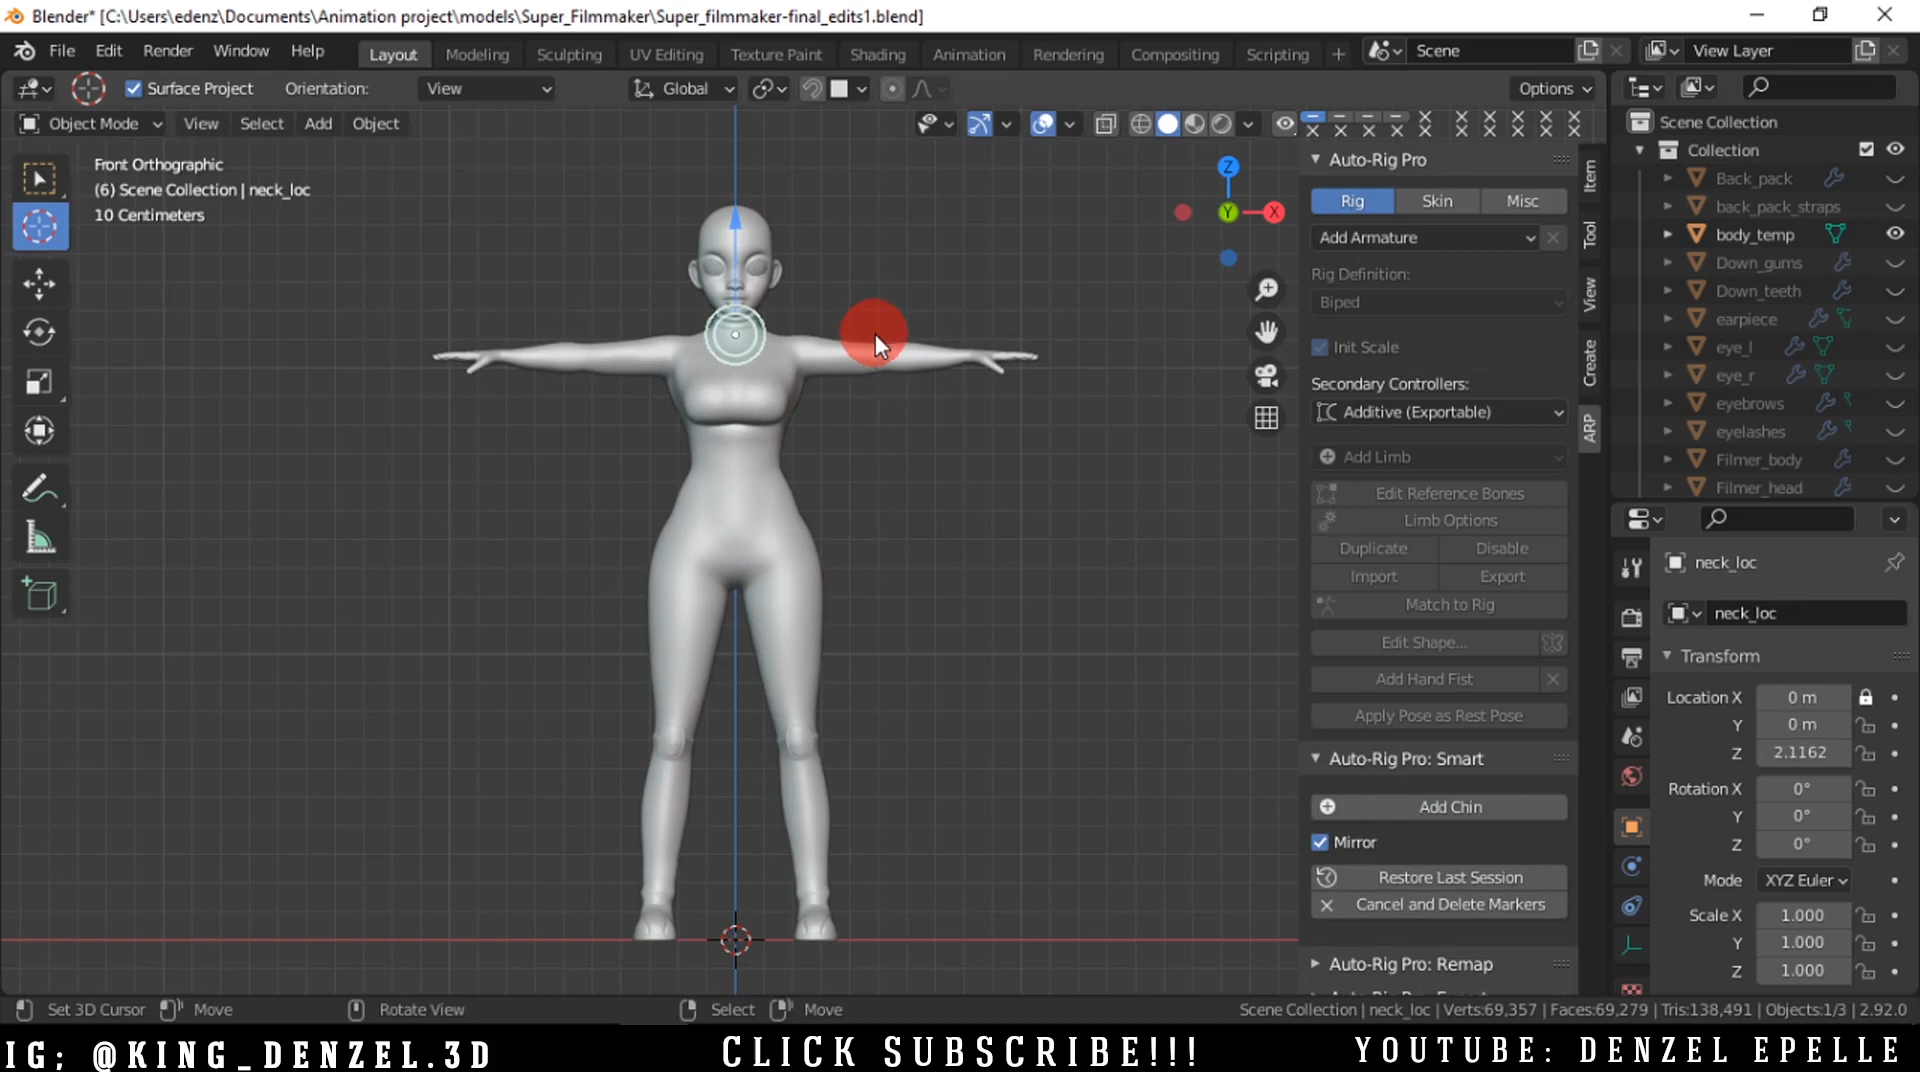 Blender* [C:\Users\edenz\Documents\Animation project\models\Super_Filmmaker\Super_filmmaker-final_edits1.blend]
File Edit Render Window Help
Layout Modeling Sculpting UV Editing Texture Paint Shading Animation Rendering Compositing Scripting +
Scene
View Layer
Surface Project Orientation: View
Global
Options
Object Mode View Select Add Object
Front Orthographic
(6) Scene Collection | neck_loc
10 Centimeters
Z
Y
X
Auto-Rig Pro
Rig Skin Misc
Add Armature
Rig Definition:
Biped
Init Scale
Secondary Controllers:
Additive (Exportable)
Add Limb
Edit Reference Bones
Limb Options
Duplicate Disable
Import Export
Match to Rig
Edit Shape...
Add Hand Fist
Apply Pose as Rest Pose
Auto-Rig Pro: Smart
Add Chin
Mirror
Restore Last Session
Cancel and Delete Markers
Auto-Rig Pro: Remap
Item
Tool
View
Create
ARP
Scene Collection
Collection
Back_pack
back_pack_straps
body_temp
Down_gums
Down_teeth
earpiece
eye_l
eye_r
eyebrows
eyelashes
Filmer_body
Filmer_head
neck_loc
neck_loc
Transform
Location X 0 m
Y 0 m
Z 2.1162
Rotation X 0°
Y 0°
Z 0°
Mode XYZ Euler
Scale X 1.000
Y 1.000
Z 1.000
Set 3D Cursor Move Rotate View Select Move
Scene Collection | neck_loc | Verts:69,357 | Faces:69,279 | Tris:138,491 | Objects:1/3 | 2.92.0
IG; @KING_DENZEL.3D
CLICK SUBSCRIBE!!!
YOUTUBE: DENZEL EPELLE